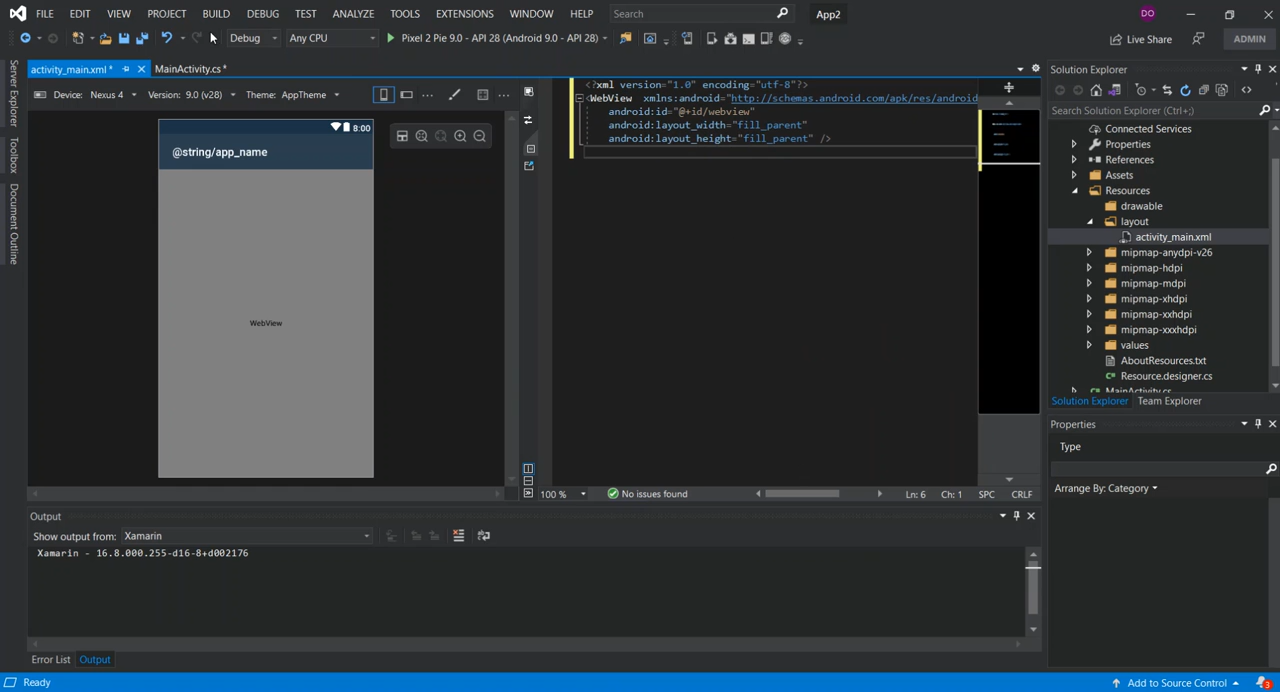 FILE EDIT VIEW PROJECT BUILD DEBUG TEST ANALYZE TOOLS EXTENSIONS WINDOW HELP Search App2 DO
Debug Any CPU Pixel 2 Pie 9.0 - API 28 (Android 9.0 - API 28) Live Share ADMIN
Server Explorer
Toolbox
Document Outline
activity_main.xml* MainActivity.cs*
Device: Nexus 4 Version: 9.0 (v28) Theme: AppTheme
8:00
@string/app_name
WebView
<?xml version="1.0" encoding="utf-8"?>
<WebView xmlns:android="http://schemas.android.com/apk/res/android
android:id="@+id/webview"
android:layout_width="fill_parent"
android:layout_height="fill_parent" />
100 % No issues found Ln: 6 Ch: 1 SPC CRLF
Solution Explorer
Search Solution Explorer (Ctrl+;)
Connected Services
Properties
References
Assets
Resources
drawable
layout
activity_main.xml
mipmap-anydpi-v26
mipmap-hdpi
mipmap-mdpi
mipmap-xhdpi
mipmap-xxhdpi
mipmap-xxxhdpi
values
AboutResources.txt
Resource.designer.cs
MainActivity.cs
Solution Explorer Team Explorer
Properties
Type
Arrange By: Category
Output
Show output from: Xamarin
Xamarin - 16.8.000.255-d16-8+d002176
Error List Output
Ready Add to Source Control 3